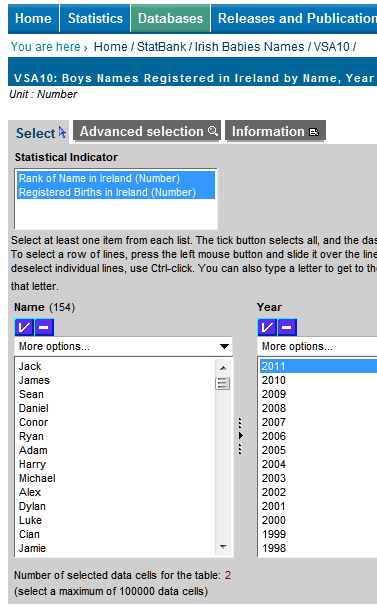 Home Statistics Databases Releases and Publication
You are here › Home / StatBank / Irish Babies Names / VSA10 /
VSA10: Boys Names Registered in Ireland by Name, Year
Unit : Number
Select Advanced selection Information
Statistical Indicator
Rank of Name in Ireland (Number)
Registered Births in Ireland (Number)
Select at least one item from each list. The tick button selects all, and the das
To select a row of lines, press the left mouse button and slide it over the line
deselect individual lines, use Ctrl-click. You can also type a letter to get to the
that letter.
Name (154)
More options...
Jack
James
Sean
Daniel
Conor
Ryan
Adam
Harry
Michael
Alex
Dylan
Luke
Cian
Jamie
Year
More options...
2011
2010
2009
2008
2007
2006
2005
2004
2003
2002
2001
2000
1999
1998
Number of selected data cells for the table: 2
(select a maximum of 100000 data cells)